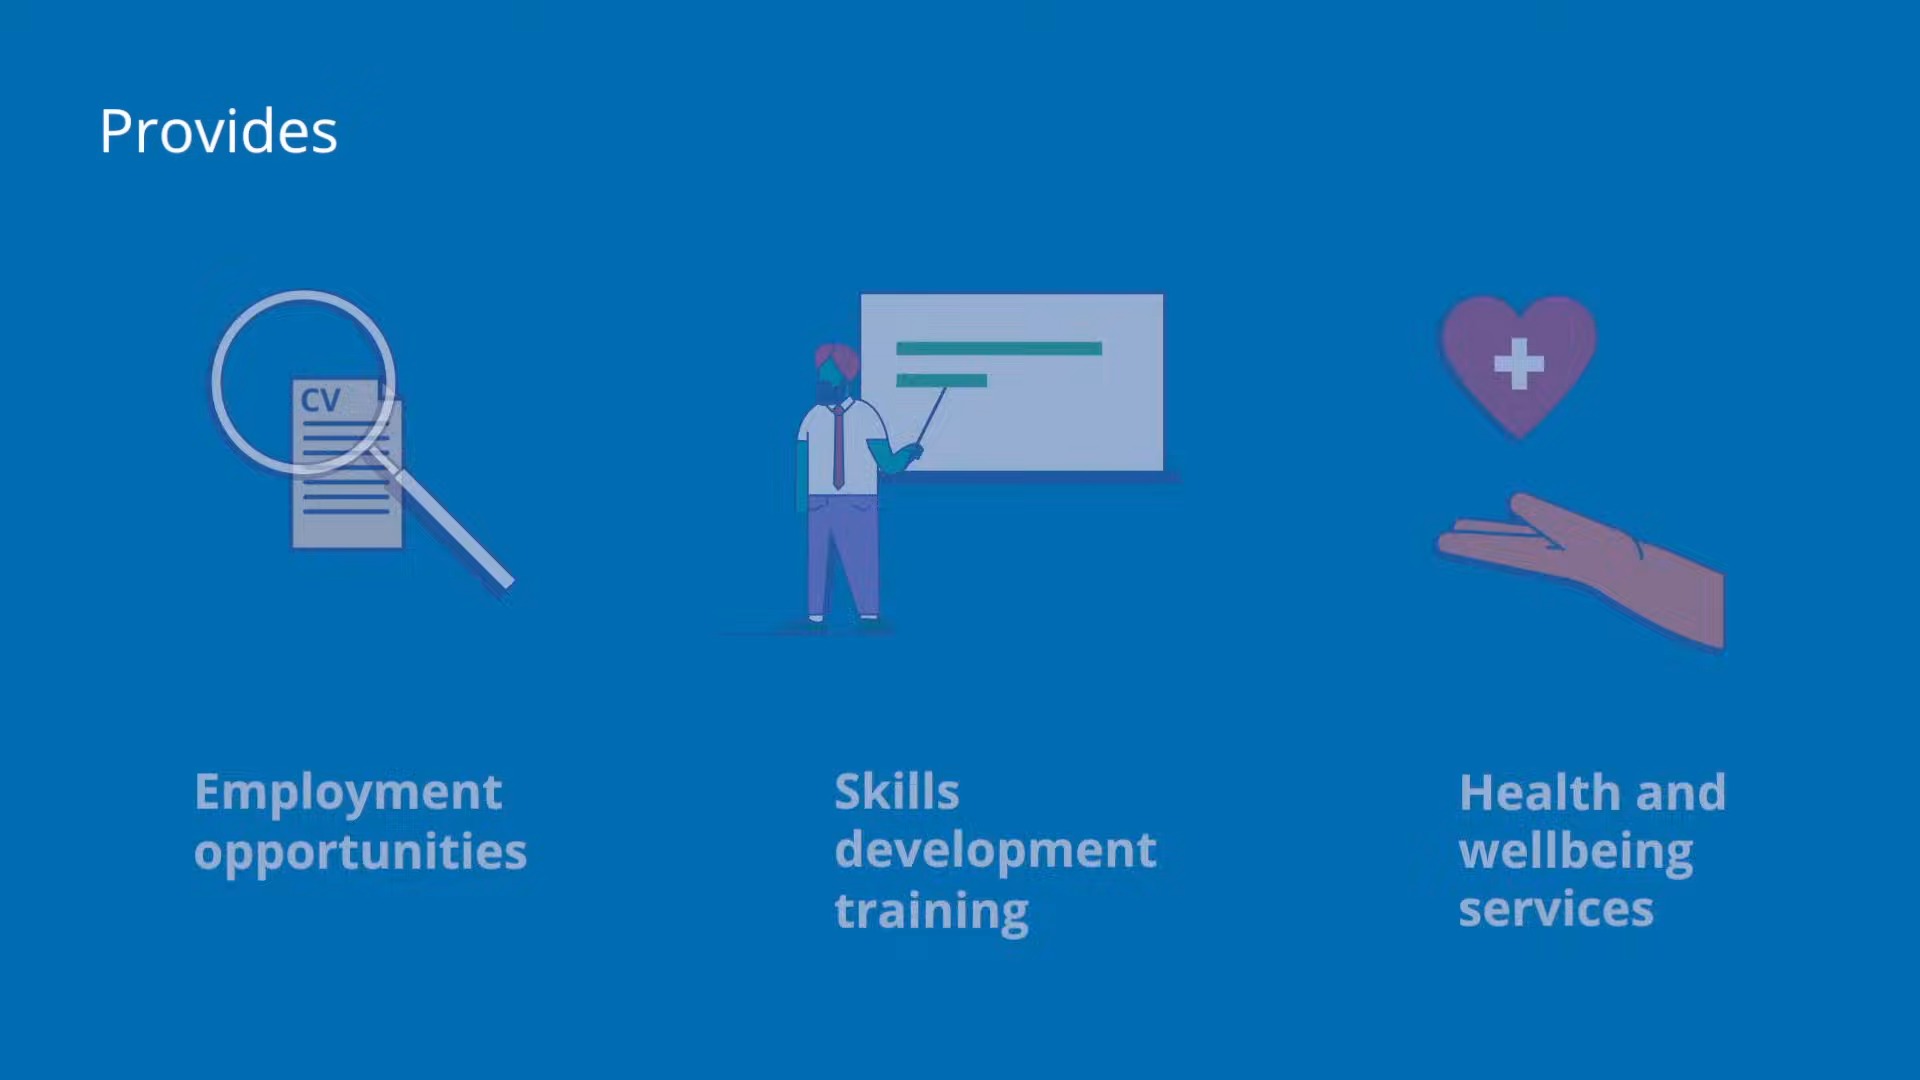 Provides
CV
Employment
opportunities
Skills
development
training
Health and
wellbeing
services